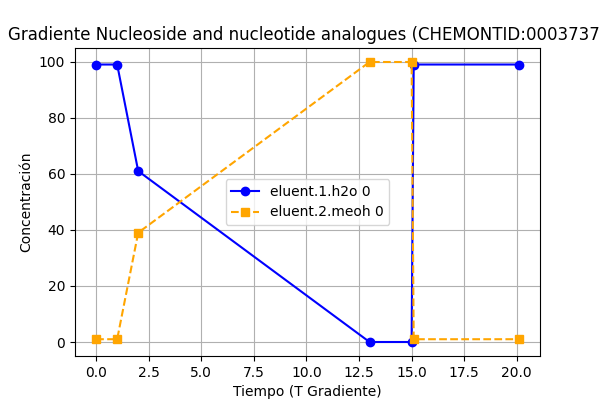 Gradiente Nucleoside and nucleotide analogues (CHEMONTID:0003737
Concentración
100
80
60
40
20
0
eluent.1.h2o 0
eluent.2.meoh 0
0.0 2.5 5.0 7.5 10.0 12.5 15.0 17.5 20.0
Tiempo (T Gradiente)